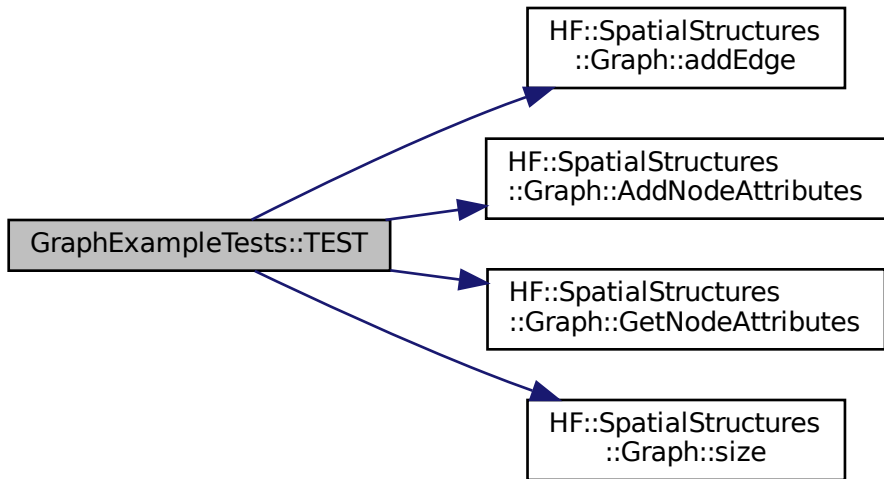 HF::SpatialStructures
::Graph::addEdge
HF::SpatialStructures
::Graph::AddNodeAttributes
GraphExampleTests::TEST
HF::SpatialStructures
::Graph::GetNodeAttributes
HF::SpatialStructures
::Graph::size